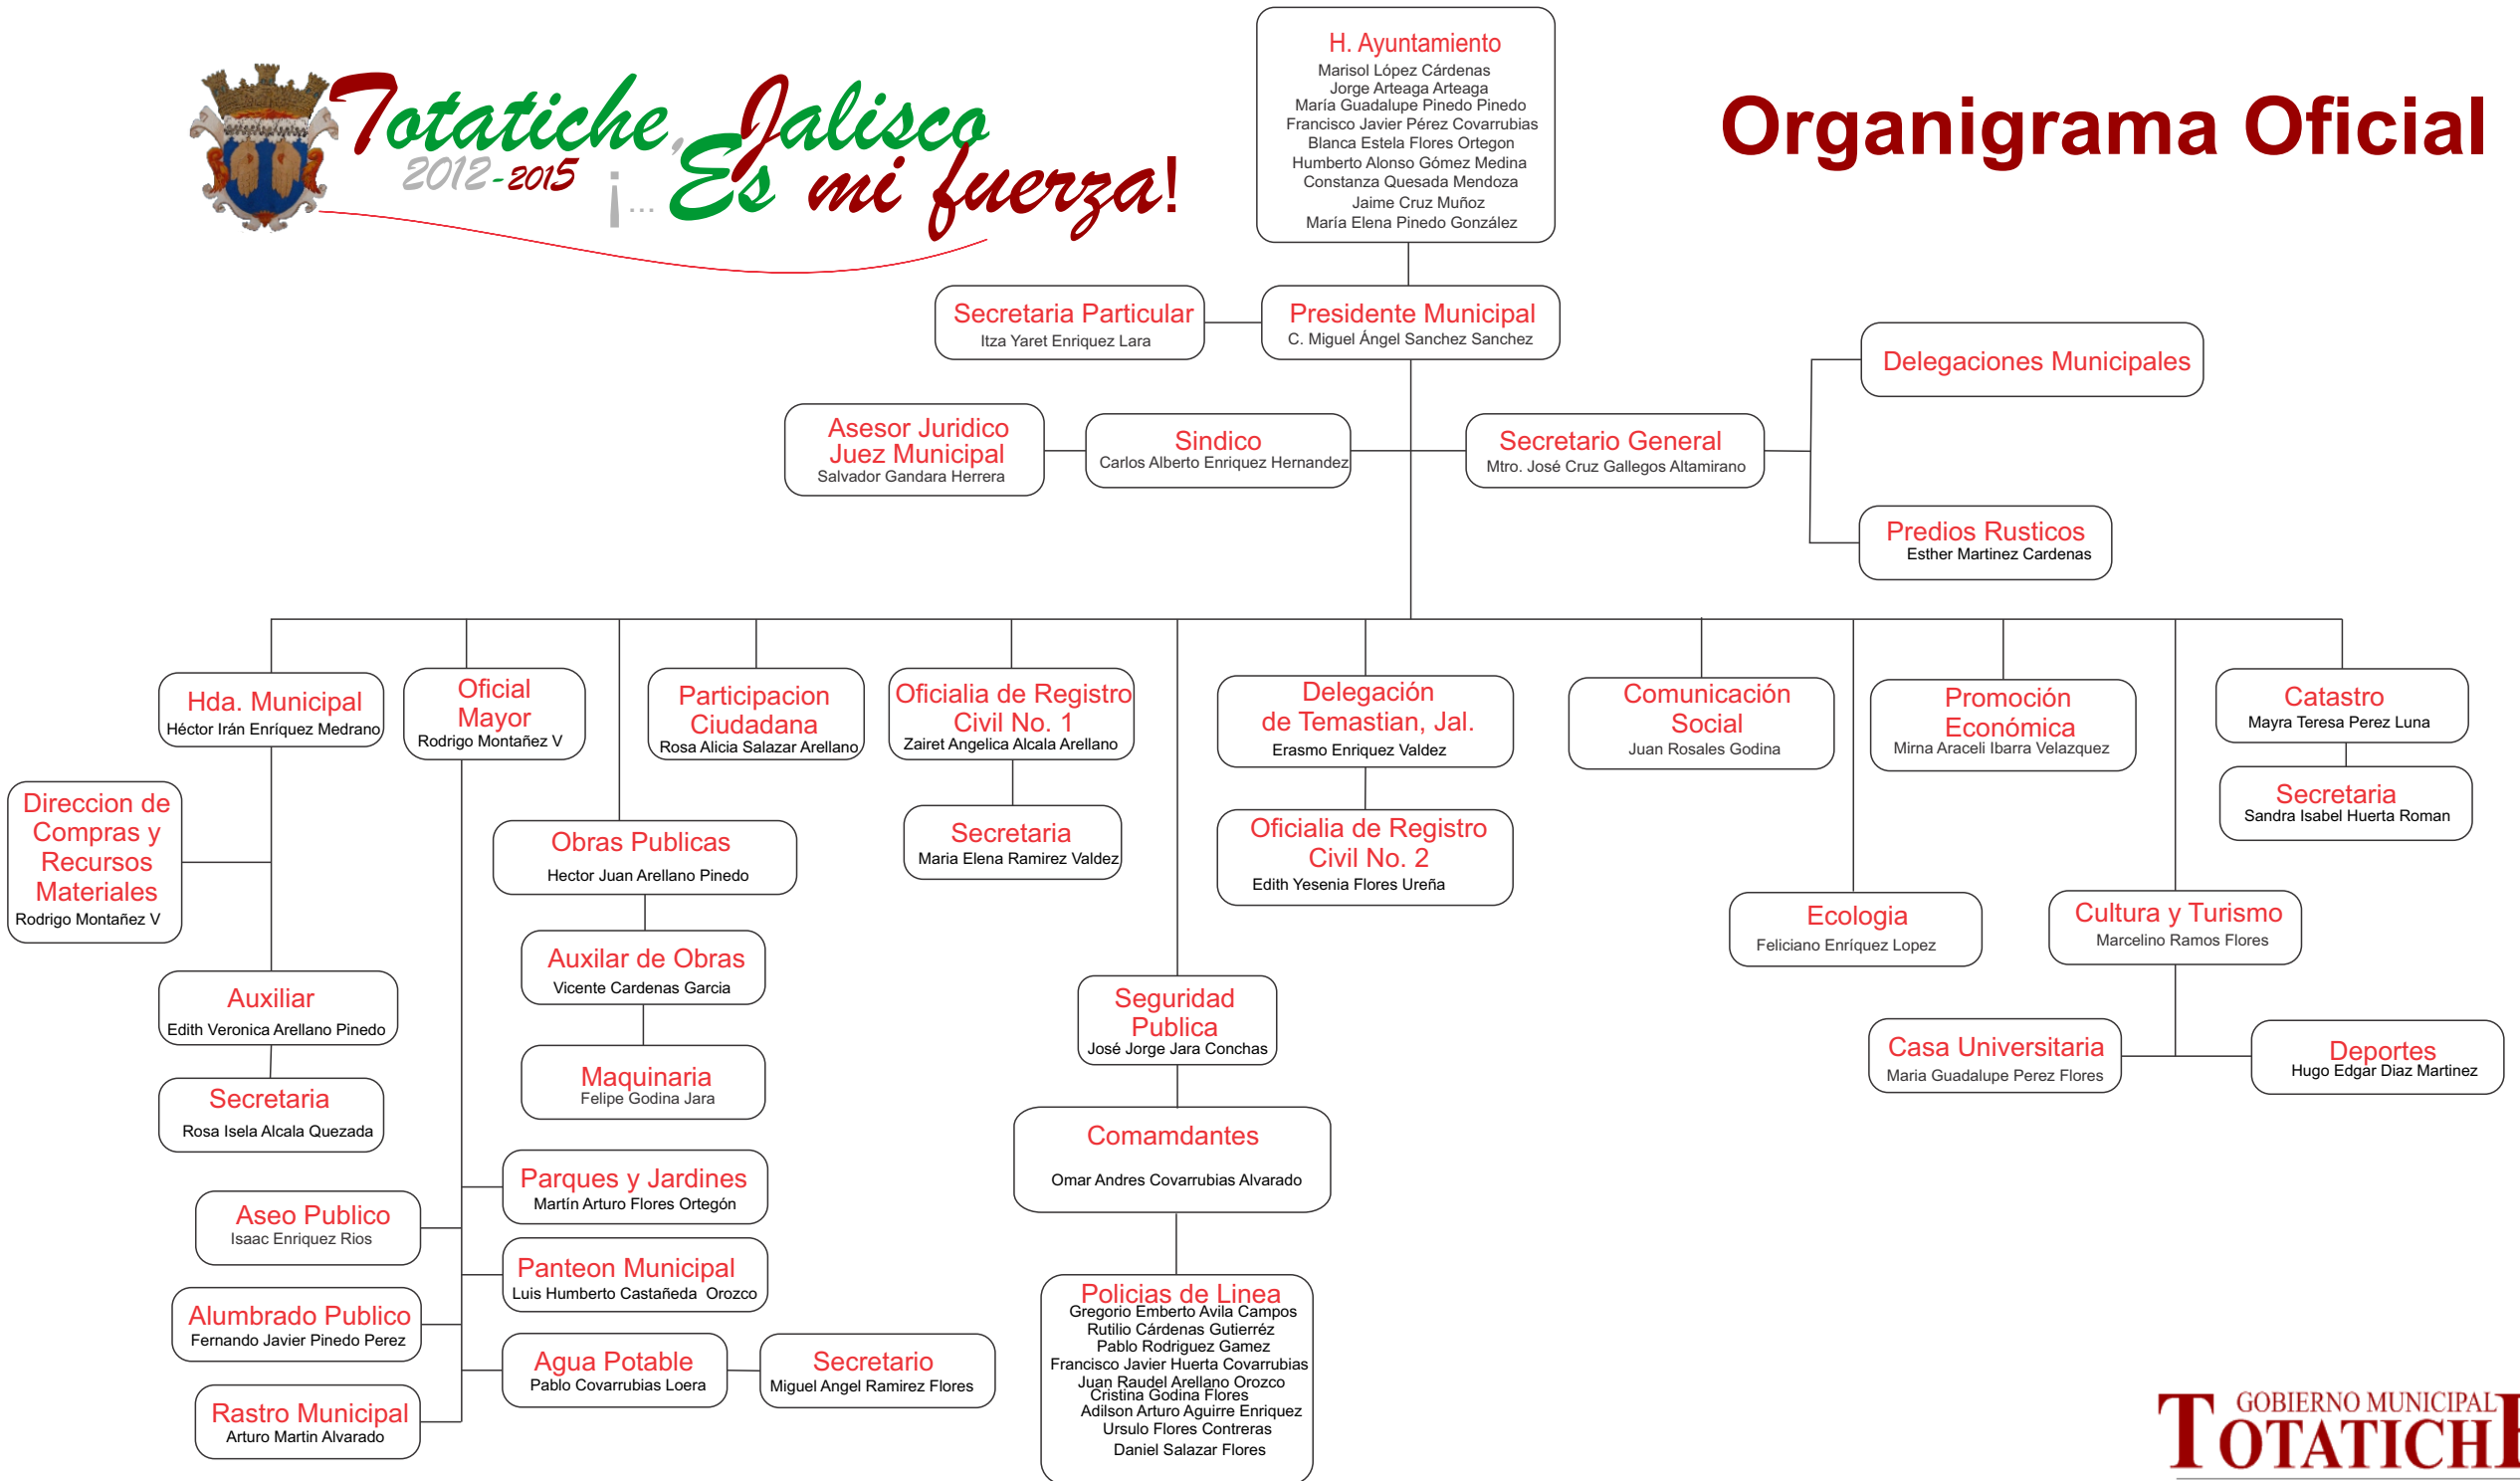 Totatiche, Jalisco
2012-2015 ¡... Es mi fuerza!
Organigrama Oficial
H. Ayuntamiento
Marisol López Cárdenas
Jorge Arteaga Arteaga
María Guadalupe Pinedo Pinedo
Francisco Javier Pérez Covarrubias
Blanca Estela Flores Ortegon
Humberto Alonso Gómez Medina
Constanza Quesada Mendoza
Jaime Cruz Muñoz
María Elena Pinedo González
Secretaria Particular
Itza Yaret Enriquez Lara
Presidente Municipal
C. Miguel Ángel Sanchez Sanchez
Delegaciones Municipales
Asesor Juridico
Juez Municipal
Salvador Gandara Herrera
Sindico
Carlos Alberto Enriquez Hernandez
Secretario General
Mtro. José Cruz Gallegos Altamirano
Predios Rusticos
Esther Martinez Cardenas
Hda. Municipal
Héctor Irán Enríquez Medrano
Oficial
Mayor
Rodrigo Montañez V
Participacion
Ciudadana
Rosa Alicia Salazar Arellano
Oficialia de Registro
Civil No. 1
Zairet Angelica Alcala Arellano
Delegación
de Temastian, Jal.
Erasmo Enriquez Valdez
Comunicación
Social
Juan Rosales Godina
Promoción
Económica
Mirna Araceli Ibarra Velazquez
Catastro
Mayra Teresa Perez Luna
Direccion de
Compras y
Recursos
Materiales
Rodrigo Montañez V
Obras Publicas
Hector Juan Arellano Pinedo
Secretaria
Maria Elena Ramirez Valdez
Oficialia de Registro
Civil No. 2
Edith Yesenia Flores Ureña
Secretaria
Sandra Isabel Huerta Roman
Ecologia
Feliciano Enríquez Lopez
Cultura y Turismo
Marcelino Ramos Flores
Auxiliar
Edith Veronica Arellano Pinedo
Auxilar de Obras
Vicente Cardenas Garcia
Seguridad
Publica
José Jorge Jara Conchas
Casa Universitaria
Maria Guadalupe Perez Flores
Deportes
Hugo Edgar Diaz Martinez
Secretaria
Rosa Isela Alcala Quezada
Maquinaria
Felipe Godina Jara
Comamdantes
Omar Andres Covarrubias Alvarado
Parques y Jardines
Martín Arturo Flores Ortegón
Aseo Publico
Isaac Enriquez Rios
Panteon Municipal
Luis Humberto Castañeda Orozco
Alumbrado Publico
Fernando Javier Pinedo Perez
Agua Potable
Pablo Covarrubias Loera
Secretario
Miguel Angel Ramirez Flores
Rastro Municipal
Arturo Martin Alvarado
Policias de Linea
Gregorio Emberto Avila Campos
Rutilio Cárdenas Gutierréz
Pablo Rodriguez Gamez
Francisco Javier Huerta Covarrubias
Juan Raudel Arellano Orozco
Cristina Godina Flores
Adilson Arturo Aguirre Enriquez
Ursulo Flores Contreras
Daniel Salazar Flores
GOBIERNO MUNICIPAL
TOTATICHE